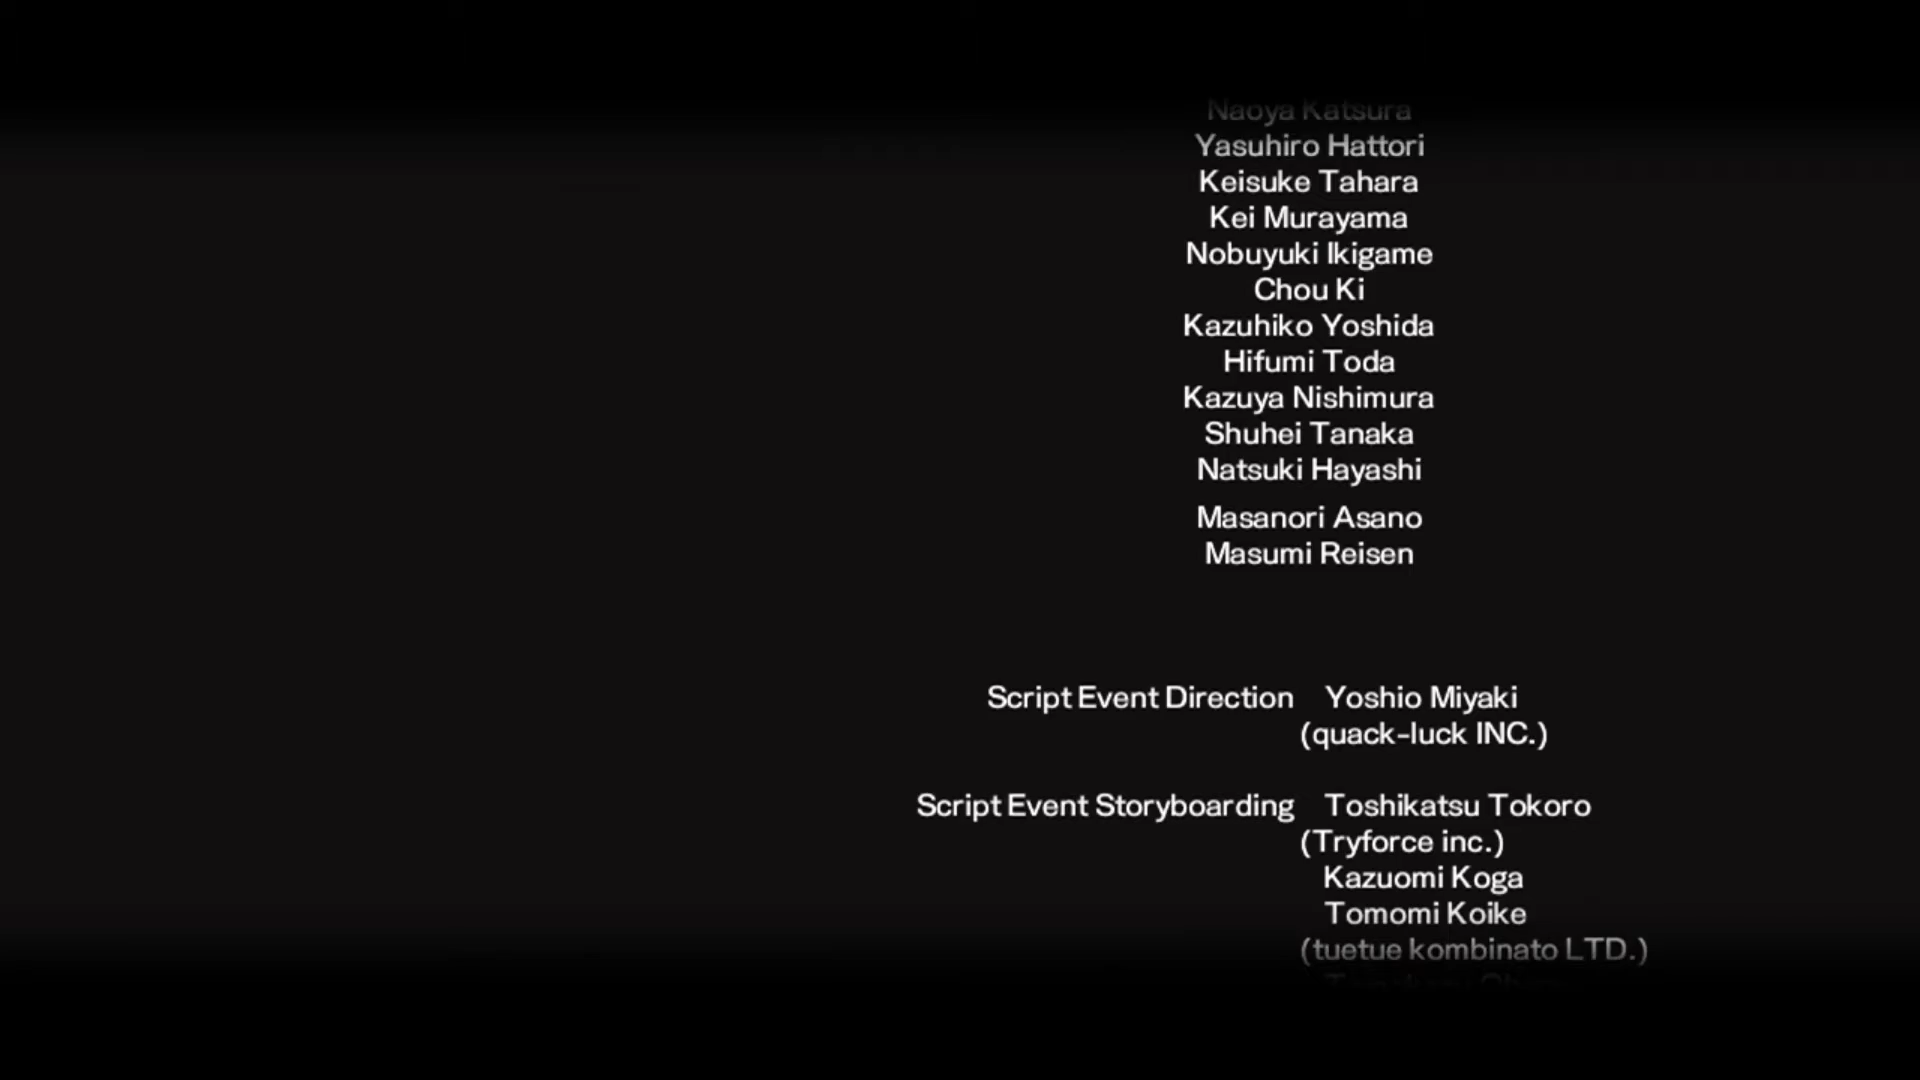 Naoya Katsura
Yasuhiro Hattori
Keisuke Tahara
Kei Murayama
Nobuyuki Ikigame
Chou Ki
Kazuhiko Yoshida
Hifumi Toda
Kazuya Nishimura
Shuhei Tanaka
Natsuki Hayashi
Masanori Asano
Masumi Reisen
Script Event Direction Yoshio Miyaki
(quack-luck INC.)
Script Event Storyboarding Toshikatsu Tokoro
(Tryforce inc.)
Kazuomi Koga
Tomomi Koike
(tuetue kombinato LTD.)